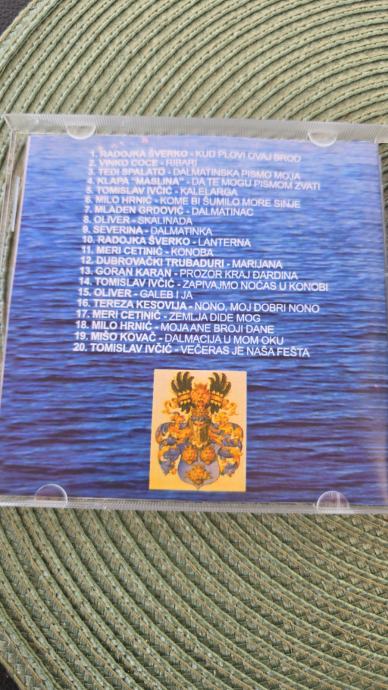 1. RADOJKA ŠVERKO - KUD PLOVI OVAJ BROD
2. VINKO COCE - RIBARI
3. TEDI SPALATO - DALMATINSKA PISMO MOJA
4. KLAPA "MASLINA" - DA TE MOGU PISMOM ZVATI
5. TOMISLAV IVČIĆ - KALELARGA
6. MILO HRNIĆ - KOME BI ŠUMILO MORE SINJE
7. MLADEN GRDOVIĆ - DALMATINAC
8. OLIVER - SKALINADA
9. SEVERINA - DALMATINKA
10. RADOJKA ŠVERKO - LANTERNA
11. MERI CETINIĆ - KONOBA
12. DUBROVAČKI TRUBADURI - MARIJANA
13. GORAN KARAN - PROZOR KRAJ ĐARDINA
14. TOMISLAV IVČIĆ - ZAPIVAJMO NOĆAS U KONOBI
15. OLIVER - GALEB I JA
16. TEREZA KESOVIJA - NONO, MOJ DOBRI NONO
17. MERI CETINIĆ - ZEMLJA DIDE MOG
18. MILO HRNIĆ - MOJA ANE BROJI DANE
19. MIŠO KOVAČ - DALMACIJA U MOM OKU
20. TOMISLAV IVČIĆ - VEČERAS JE NAŠA FEŠTA